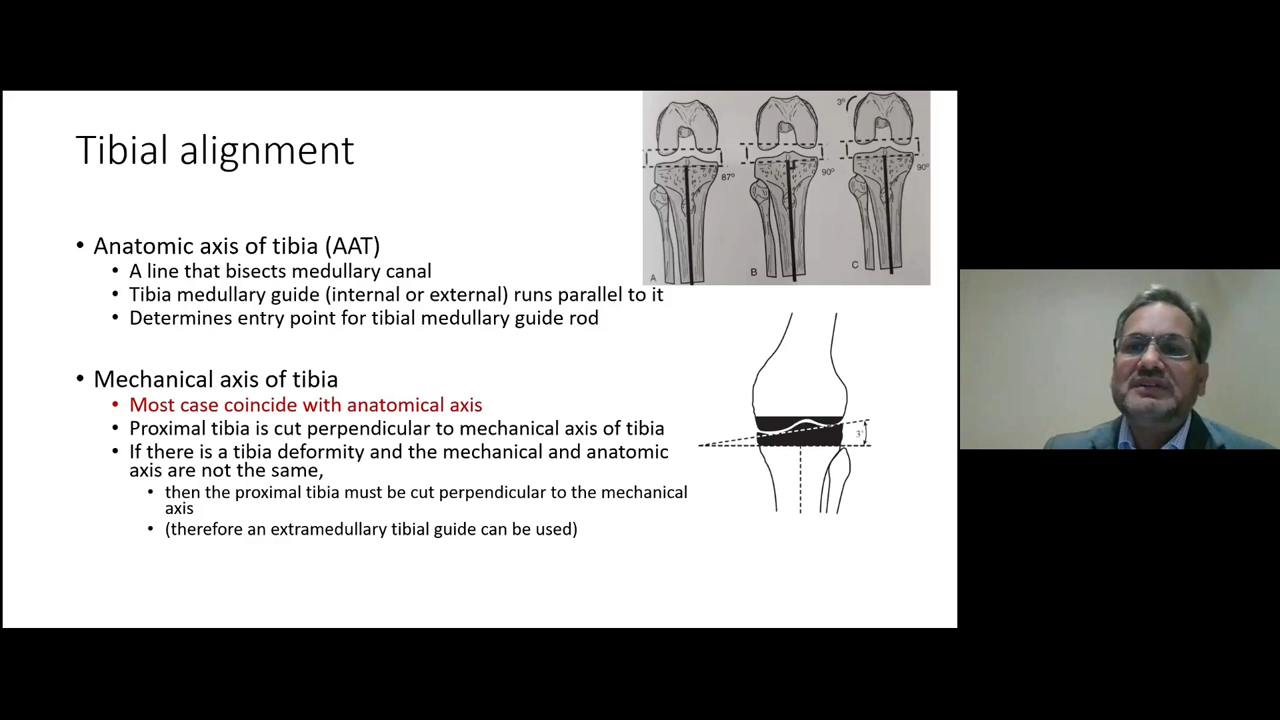 Tibial alignment
3°
87°
90°
90°
A
B
C
• Anatomic axis of tibia (AAT)
• A line that bisects medullary canal
• Tibia medullary guide (internal or external) runs parallel to it
• Determines entry point for tibial medullary guide rod
• Mechanical axis of tibia
• Most case coincide with anatomical axis
• Proximal tibia is cut perpendicular to mechanical axis of tibia
• If there is a tibia deformity and the mechanical and anatomic
axis are not the same,
• then the proximal tibia must be cut perpendicular to the mechanical
axis
• (therefore an extramedullary tibial guide can be used)
3°